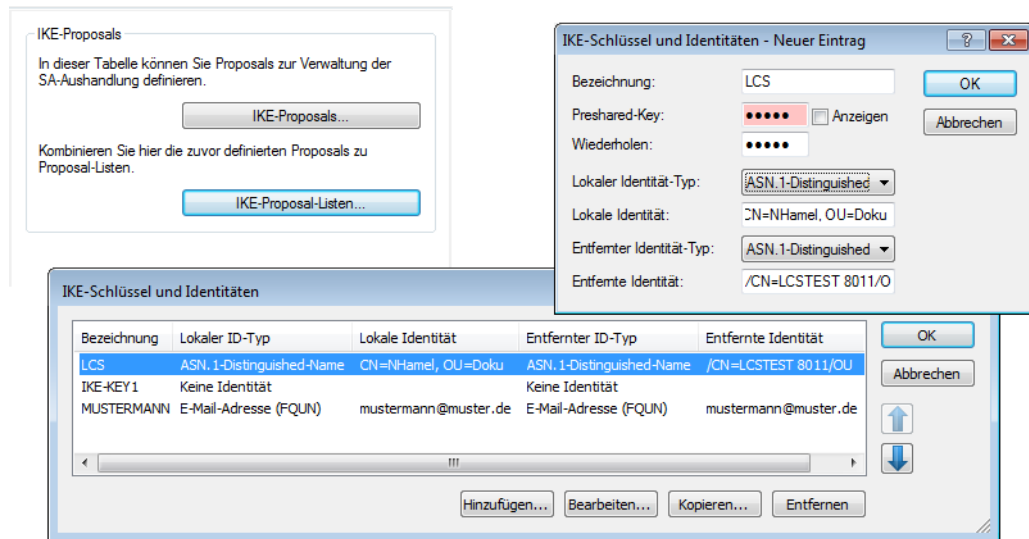 IKE-Proposals
In dieser Tabelle können Sie Proposals zur Verwaltung der
SA-Aushandlung definieren.
IKE-Proposals...
Kombinieren Sie hier die zuvor definierten Proposals zu
Proposal-Listen.
IKE-Proposal-Listen...
IKE-Schlüssel und Identitäten - Neuer Eintrag
Bezeichnung: LCS OK
Preshared-Key: ●●●●● Anzeigen Abbrechen
Wiederholen: ●●●●●
Lokaler Identität-Typ: ASN.1-Distinguished
Lokale Identität: CN=NHamel, OU=Doku
Entfernter Identität-Typ: ASN.1-Distinguished
Entfernte Identität: /CN=LCSTEST 8011/O
IKE-Schlüssel und Identitäten
Bezeichnung Lokaler ID-Typ Lokale Identität Entfernter ID-Typ Entfernte Identität OK
LCS ASN.1-Distinguished-Name CN=NHamel, OU=Doku ASN.1-Distinguished-Name /CN=LCSTEST 8011/OU Abbrechen
IKE-KEY1 Keine Identität Keine Identität
MUSTERMANN E-Mail-Adresse (FQUN) mustermann@muster.de E-Mail-Adresse (FQUN) mustermann@muster.de
Hinzufügen... Bearbeiten... Kopieren... Entfernen